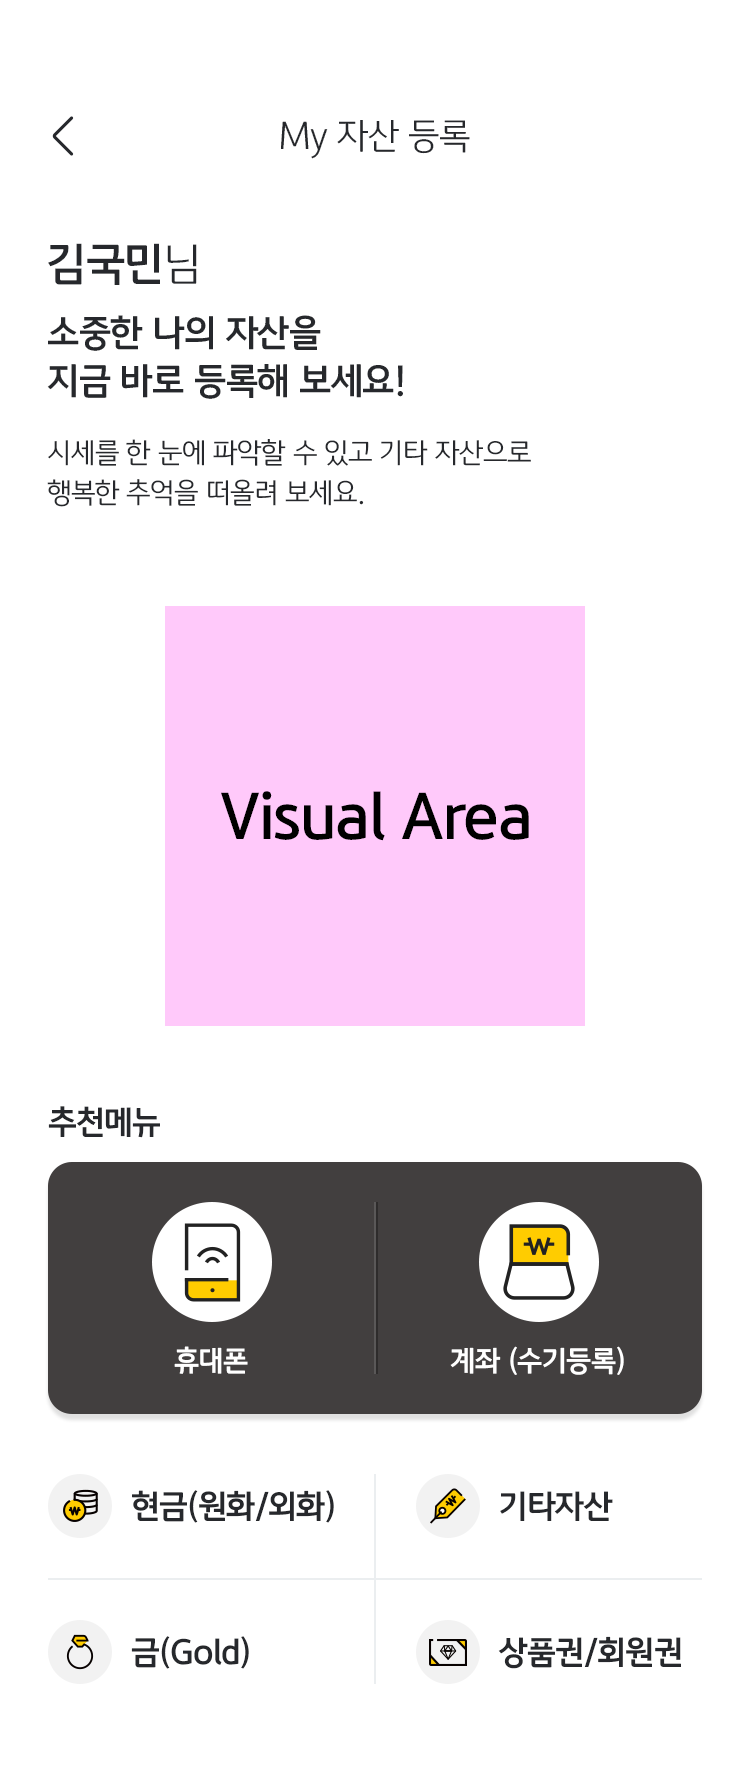 My 자산 등록
김국민님
소중한 나의 자산을
지금 바로 등록해 보세요!
시세를 한 눈에 파악할 수 있고 기타 자산으로
행복한 추억을 떠올려 보세요.
Visual Area
추천메뉴
휴대폰
계좌 (수기등록)
현금(원화/외화)
기타자산
금(Gold)
상품권/회원권